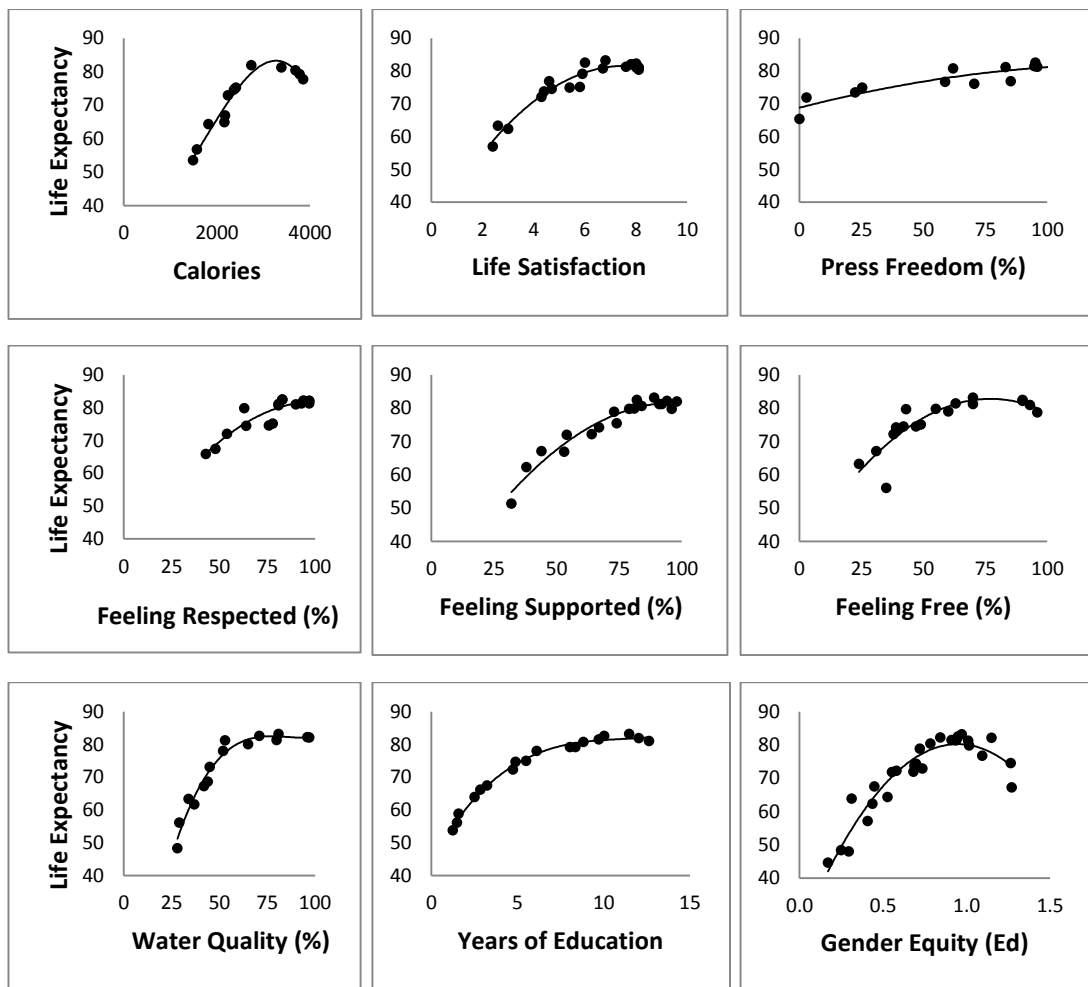 90
80
70
60
50
40
0 2000 4000
Life Expectancy
Calories
90
80
70
60
50
40
0 2 4 6 8 10
Life Satisfaction
90
80
70
60
50
40
0 25 50 75 100
Press Freedom (%)
90
80
70
60
50
40
0 25 50 75 100
Life Expectancy
Feeling Respected (%)
90
80
70
60
50
40
0 25 50 75 100
Feeling Supported (%)
90
80
70
60
50
40
0 25 50 75 100
Feeling Free (%)
90
80
70
60
50
40
0 25 50 75 100
Life Expectancy
Water Quality (%)
90
80
70
60
50
40
0 5 10 15
Years of Education
90
80
70
60
50
40
0.0 0.5 1.0 1.5
Gender Equity (Ed)